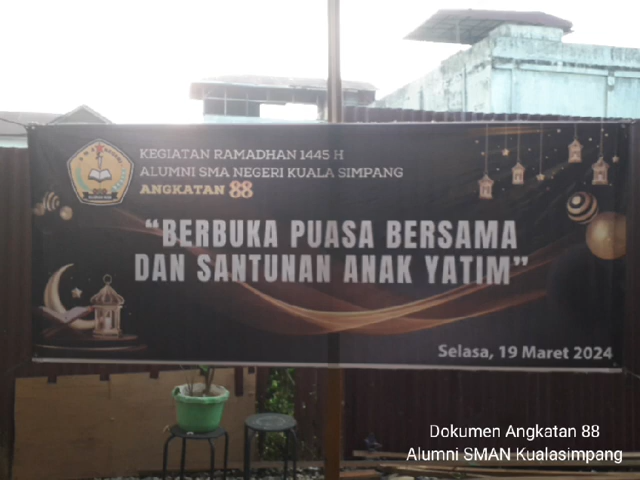 KEGIATAN RAMADHAN 1445 H
ALUMNI SMA NEGERI KUALA SIMPANG
ANGKATAN 88
"BERBUKA PUASA BERSAMA
DAN SANTUNAN ANAK YATIM"
Selasa, 19 Maret 2024
Dokumen Angkatan 88
Alumni SMAN Kualasimpang